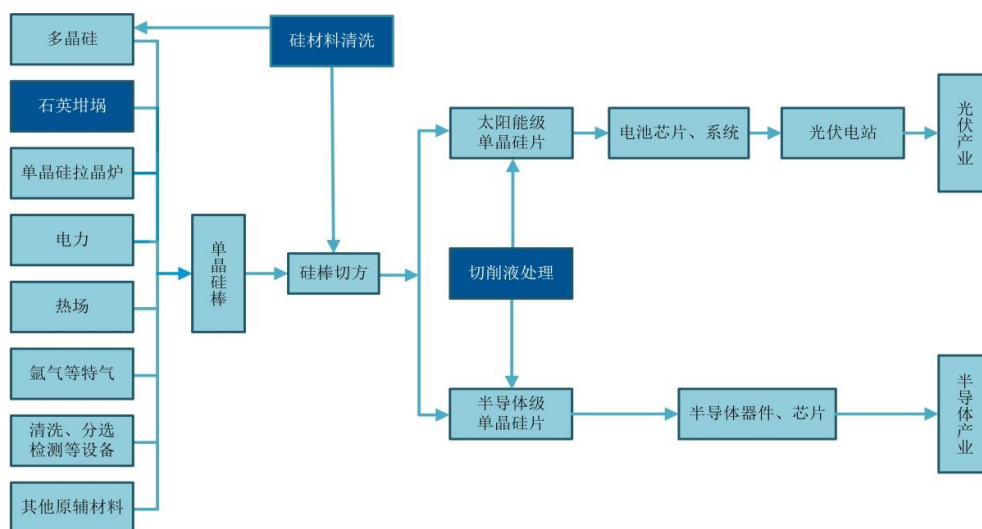 多晶硅
硅材料清洗
石英坩埚
单晶硅拉晶炉
电力
热场
氩气等特气
清洗、分选
检测等设备
其他原辅材料
单晶硅棒
硅棒切方
太阳能级
单晶硅片
电池芯片、系统
光伏电站
光伏产业
切削液处理
半导体级
单晶硅片
半导体器件、芯片
半导体产业